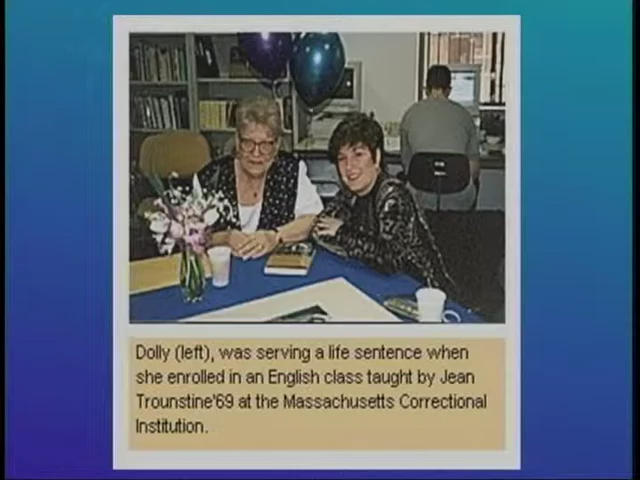 Dolly (left), was serving a life sentence when
she enrolled in an English class taught by Jean
Trounstine'69 at the Massachusetts Correctional
Institution.